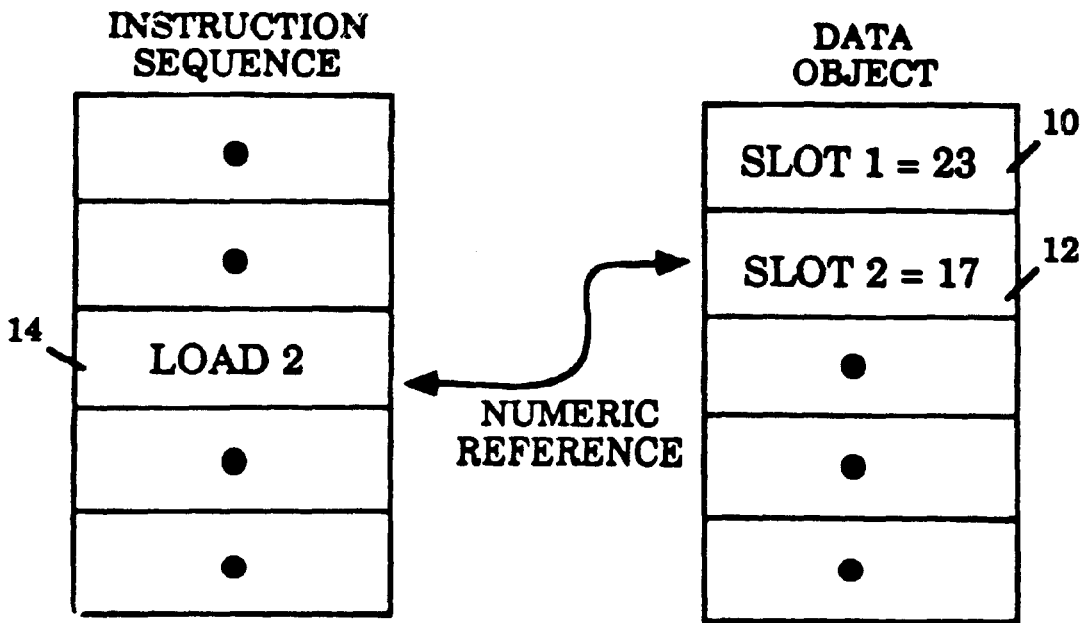 INSTRUCTION
SEQUENCE
14
LOAD 2
NUMERIC
REFERENCE
DATA
OBJECT
SLOT 1 = 23
10
SLOT 2 = 17
12